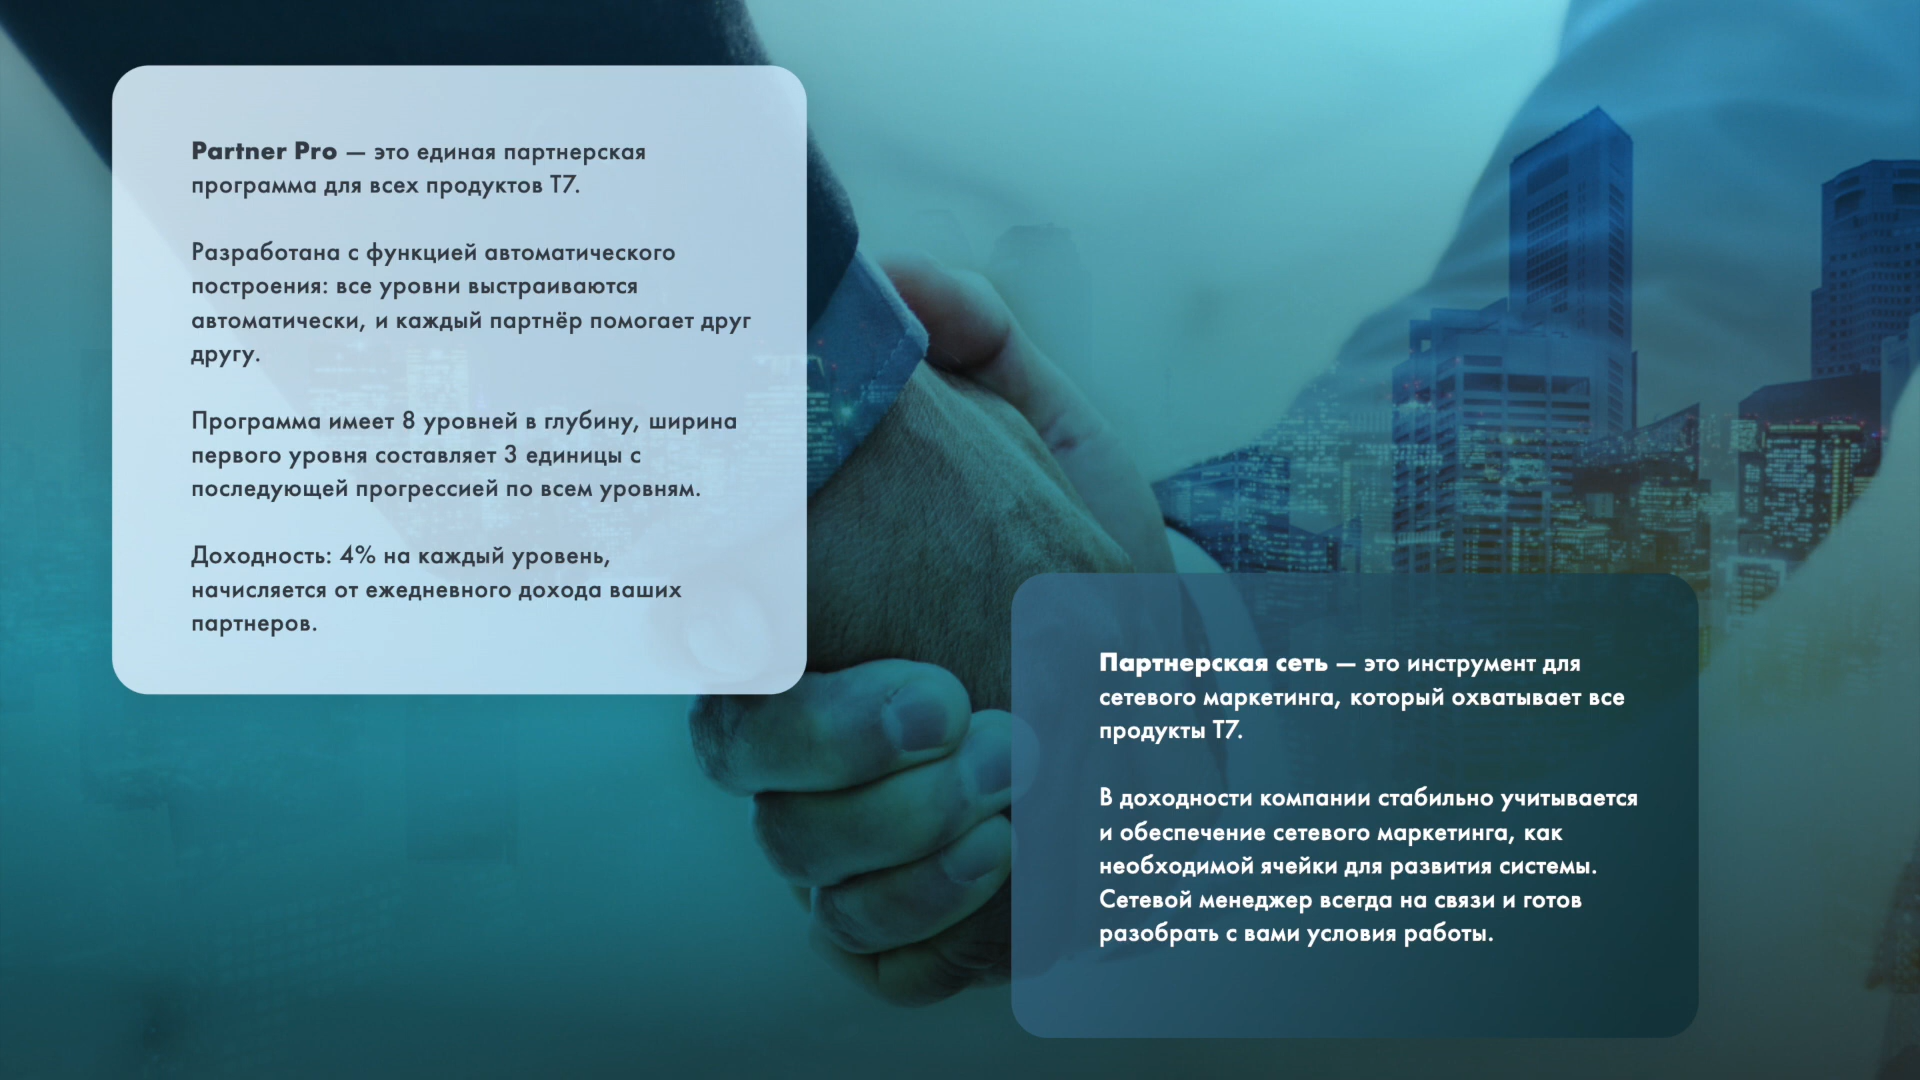 Partner Pro — это единая партнерская
программа для всех продуктов Т7.
Разработана с функцией автоматического
построения: все уровни выстраиваются
автоматически, и каждый партнёр помогает друг
другу.
Программа имеет 8 уровней в глубину, ширина
первого уровня составляет 3 единицы с
последующей прогрессией по всем уровням.
Доходность: 4% на каждый уровень,
начисляется от ежедневного дохода ваших
партнеров.
Партнерская сеть — это инструмент для
сетевого маркетинга, который охватывает все
продукты Т7.
В доходности компании стабильно учитывается
и обеспечение сетевого маркетинга, как
необходимой ячейки для развития системы.
Сетевой менеджер всегда на связи и готов
разобрать с вами условия работы.